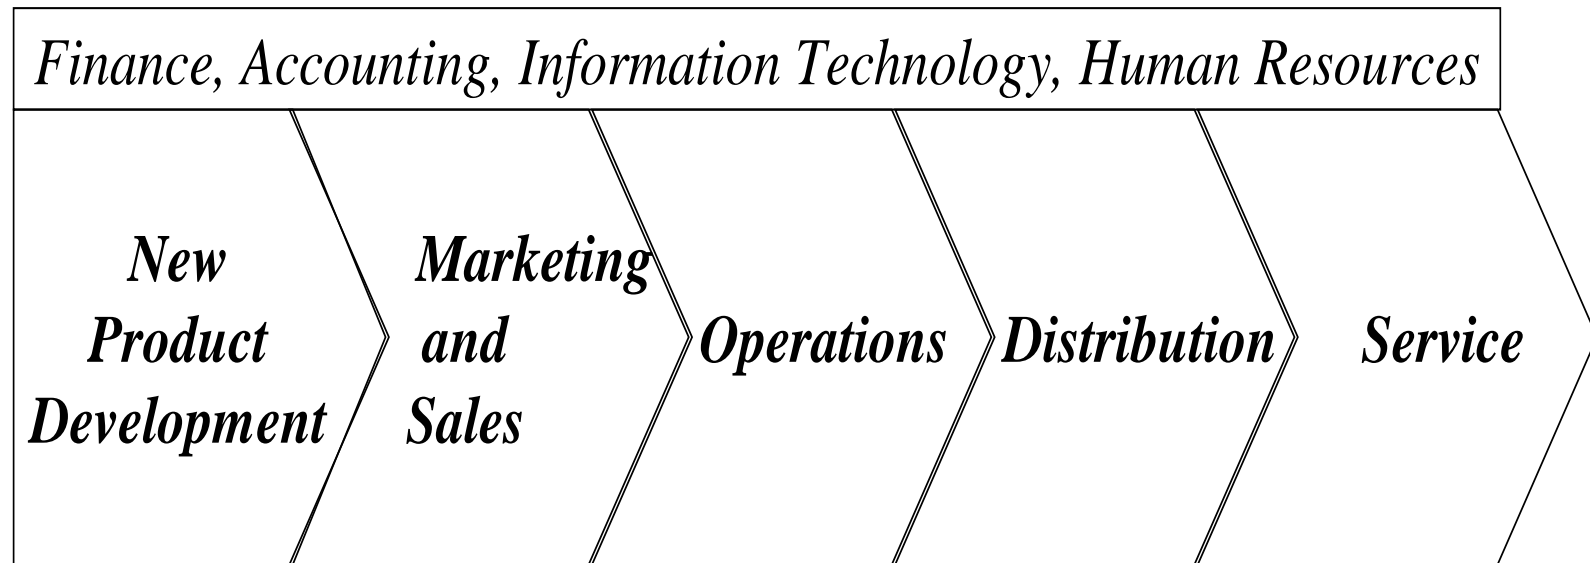 Finance, Accounting, Information Technology, Human Resources
New
Product
Development
Marketing
and
Sales
Operations
Distribution
Service